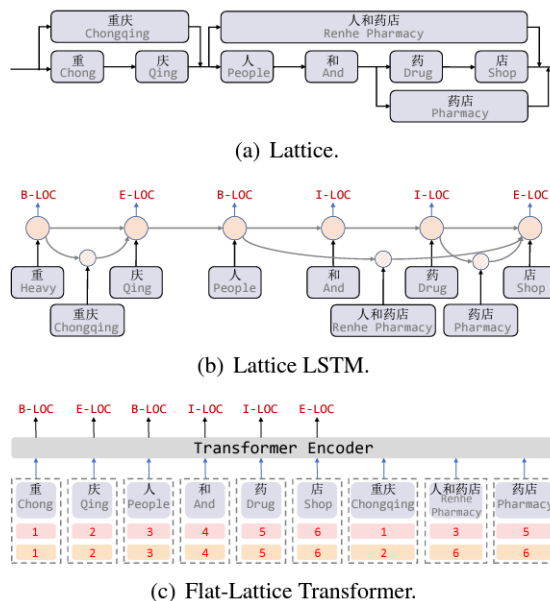 重庆 人和药店
Chongqing Renhe Pharmacy
重 庆 人 和 药 店
Chong Qing People And Drug Shop
药店
Pharmacy
(a) Lattice.
B-LOC E-LOC B-LOC I-LOC I-LOC E-LOC
重 庆 人 和 药 店
Heavy Qing People And Drug Shop
重庆 人和药店 药店
Chongqing Renhe Pharmacy Pharmacy
(b) Lattice LSTM.
B-LOC E-LOC B-LOC I-LOC I-LOC E-LOC
Transformer Encoder
重 庆 人 和 药 店 重庆 人和药店 药店
Chong Qing People And Drug Shop Chongqing Renhe Pharmacy Pharmacy
1 2 3 4 5 6 1 3 5
1 2 3 4 5 6 2 6 6
(c) Flat-Lattice Transformer.